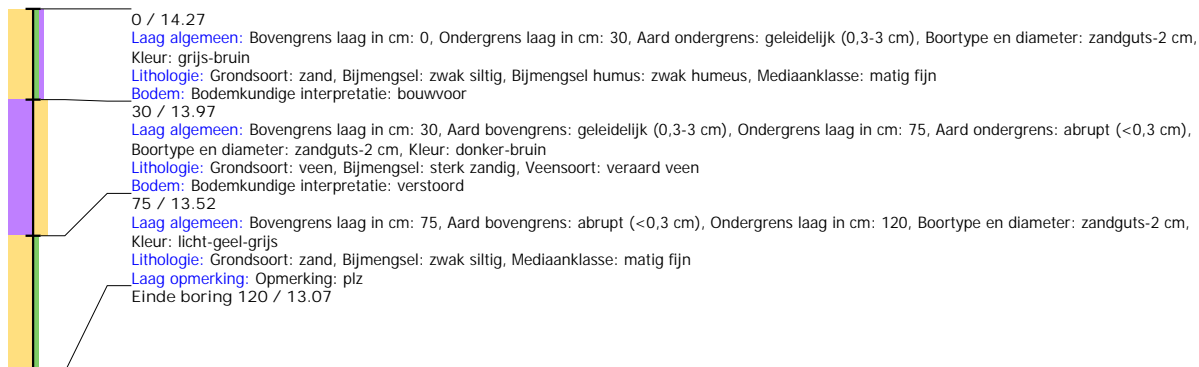 0 / 14.27
Laag algemeen: Bovengrens laag in cm: 0, Ondergrens laag in cm: 30, Aard ondergrens: geleidelijk (0,3-3 cm), Boortype en diameter: zandguts-2 cm,
Kleur: grijs-bruin
Lithologie: Grondsoort: zand, Bijmengsel: zwak siltig, Bijmengsel humus: zwak humeus, Mediaanklasse: matig fijn
Bodem: Bodemkundige interpretatie: bouwvoor
30 / 13.97
Laag algemeen: Bovengrens laag in cm: 30, Aard bovengrens: geleidelijk (0,3-3 cm), Ondergrens laag in cm: 75, Aard ondergrens: abrupt (<0,3 cm),
Boortype en diameter: zandguts-2 cm, Kleur: donker-bruin
Lithologie: Grondsoort: veen, Bijmengsel: sterk zandig, Veensoort: veraard veen
Bodem: Bodemkundige interpretatie: verstoord
75 / 13.52
Laag algemeen: Bovengrens laag in cm: 75, Aard bovengrens: abrupt (<0,3 cm), Ondergrens laag in cm: 120, Boortype en diameter: zandguts-2 cm,
Kleur: licht-geel-grijs
Lithologie: Grondsoort: zand, Bijmengsel: zwak siltig, Mediaanklasse: matig fijn
Laag opmerking: Opmerking: plz
Einde boring 120 / 13.07